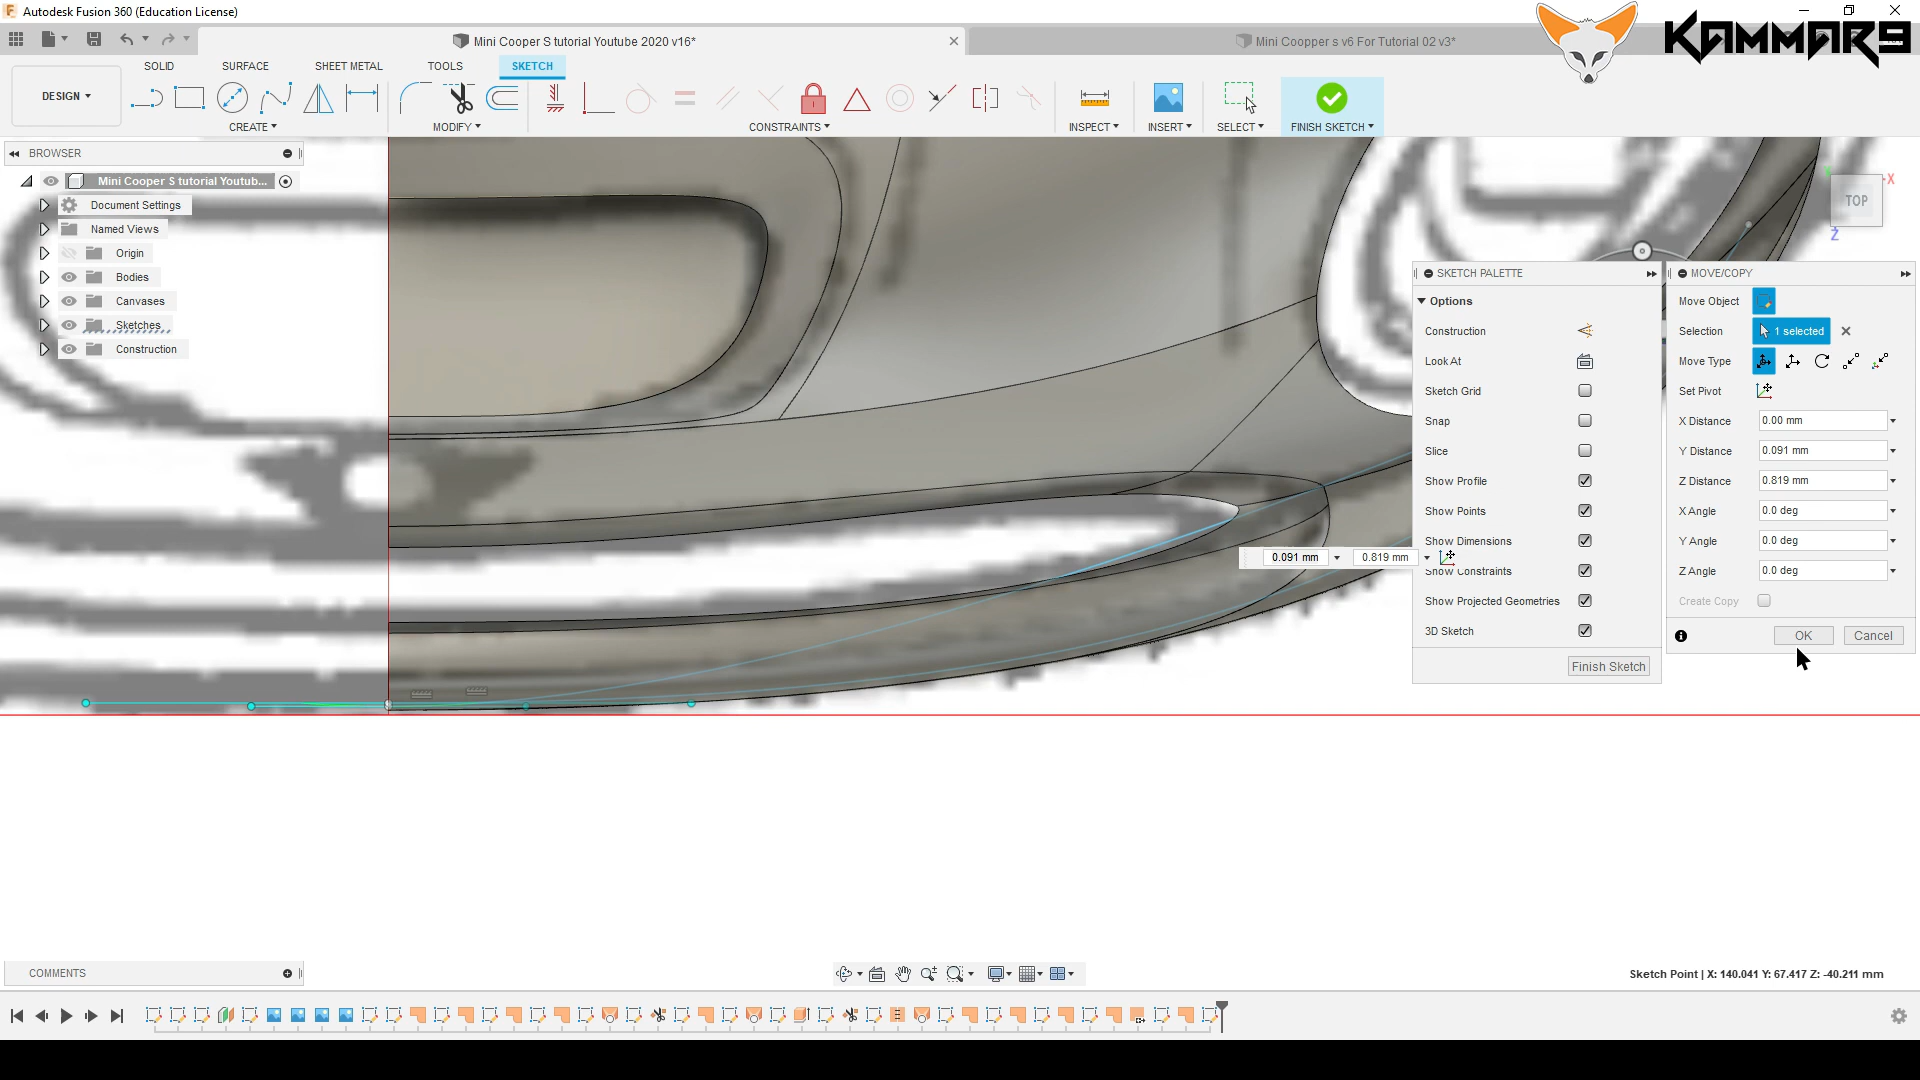 Autodesk Fusion 360 (Education License)
KAMMAR9
Mini Cooper S tutorial Youtube 2020 v16*
Mini Coopper s v6 For Tutorial 02 v3*
SOLID
SURFACE
SHEET METAL
TOOLS
SKETCH
DESIGN
CREATE
MODIFY
CONSTRAINTS
INSPECT
INSERT
SELECT
FINISH SKETCH
BROWSER
Mini Cooper S tutorial Youtub...
Document Settings
Named Views
Origin
Bodies
Canvases
Sketches
Construction
X
TOP
Z
SKETCH PALETTE
Options
Construction
Look At
Sketch Grid
Snap
Slice
Show Profile
Show Points
Show Dimensions
Show Constraints
Show Projected Geometries
3D Sketch
Finish Sketch
MOVE/COPY
Move Object
Selection 1 selected
Move Type
Set Pivot
X Distance 0.00 mm
Y Distance 0.091 mm
Z Distance 0.819 mm
X Angle 0.0 deg
Y Angle 0.0 deg
Z Angle 0.0 deg
Create Copy
OK Cancel
0.091 mm 0.819 mm
COMMENTS
Sketch Point | X: 140.041 Y: 67.417 Z: -40.211 mm